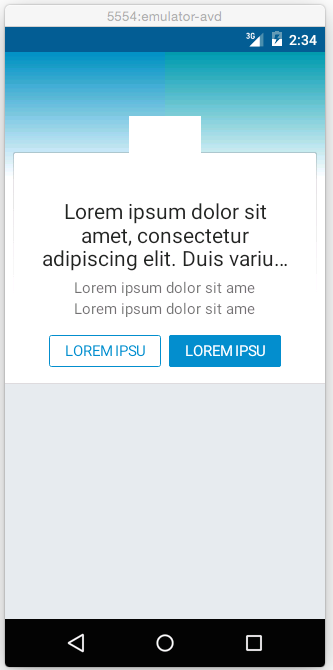 5554:emulator-avd
3G 2:34
Lorem ipsum dolor sit
amet, consectetur
adipiscing elit. Duis variu...
Lorem ipsum dolor sit ame
Lorem ipsum dolor sit ame
LOREM IPSU LOREM IPSU